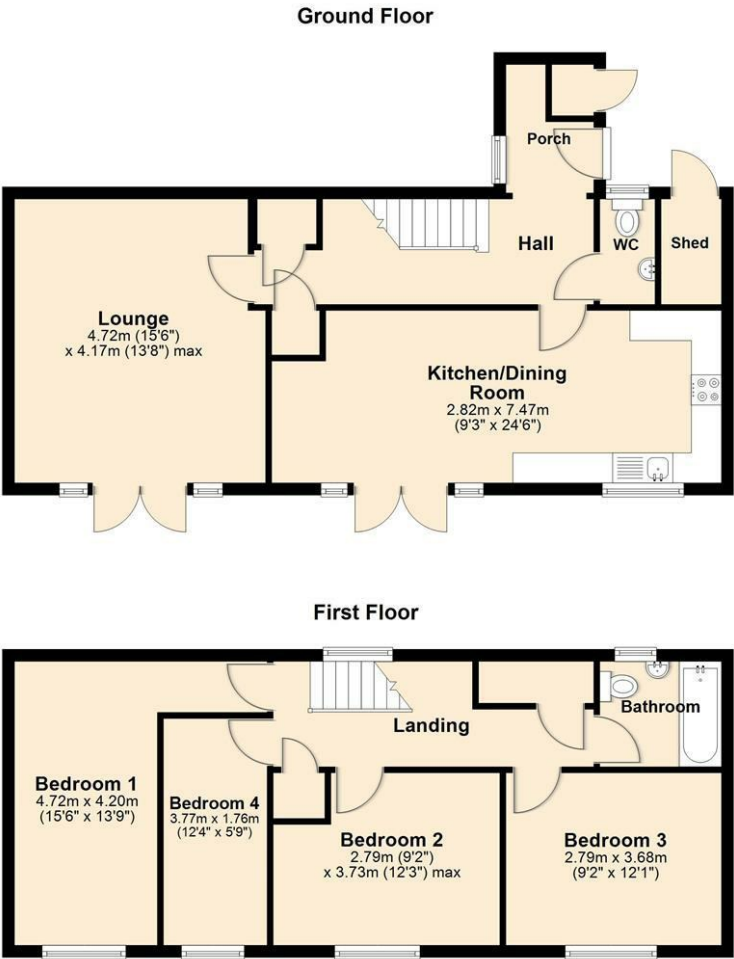 Ground Floor
Porch
Hall
WC
Shed
Lounge
4.72m (15'6")
x 4.17m (13'8") max
Kitchen/Dining
Room
2.82m x 7.47m
(9'3" x 24'6")
First Floor
Landing
Bathroom
Bedroom 1
4.72m x 4.20m
(15'6" x 13'9")
Bedroom 4
3.77m x 1.76m
(12'4" x 5'9")
Bedroom 2
2.79m (9'2")
x 3.73m (12'3") max
Bedroom 3
2.79m x 3.68m
(9'2" x 12'1")